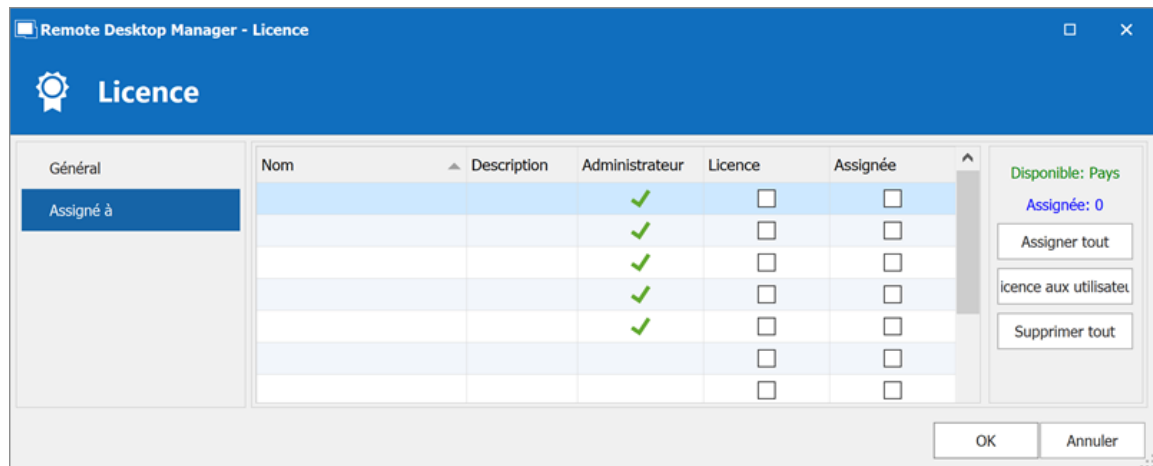 Remote Desktop Manager - Licence
Licence
Général
Assigné à
Nom Description Administrateur Licence Assignée
Disponible: Pays
Assignée: 0
Assigner tout
icence aux utilisateu
Supprimer tout
OK Annuler